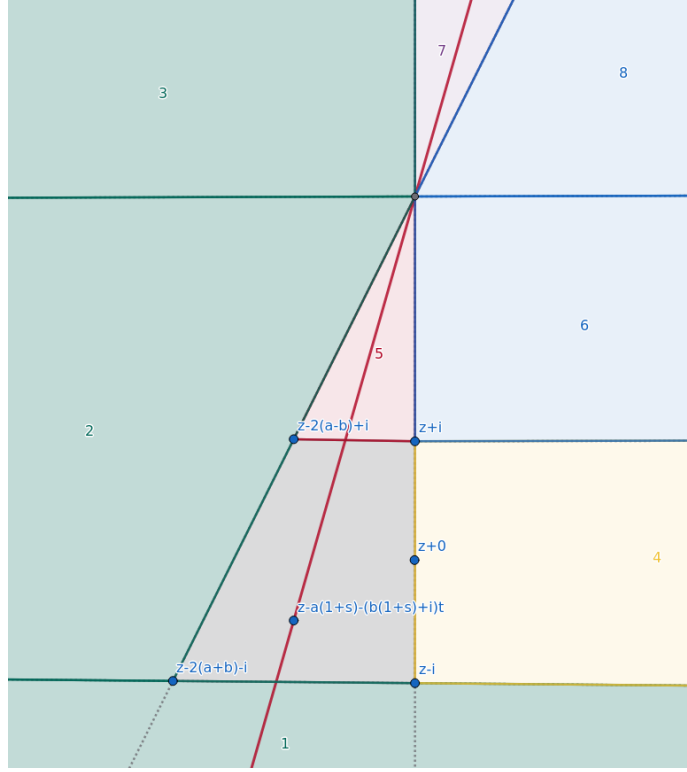 7
8
3
6
5
z-2(a-b)+i
z+i
2
z+0
4
z-a(1+s)-(b(1+s)+i)t
z-2(a+b)-i
z-i
1